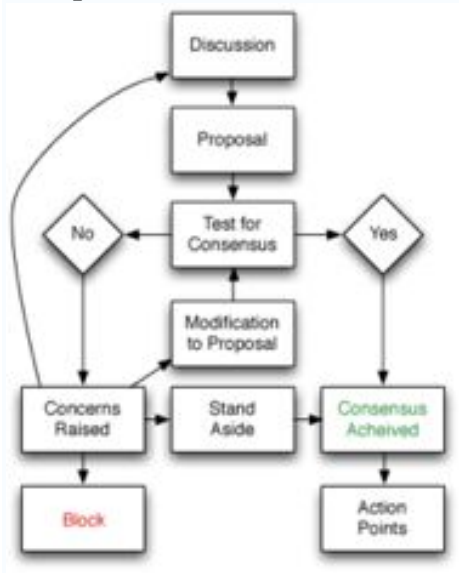 Discussion
Proposal
No
Test for
Consensus
Yes
Modification
to Proposal
Concerns
Raised
Stand
Aside
Consensus
Acheived
Block
Action
Points